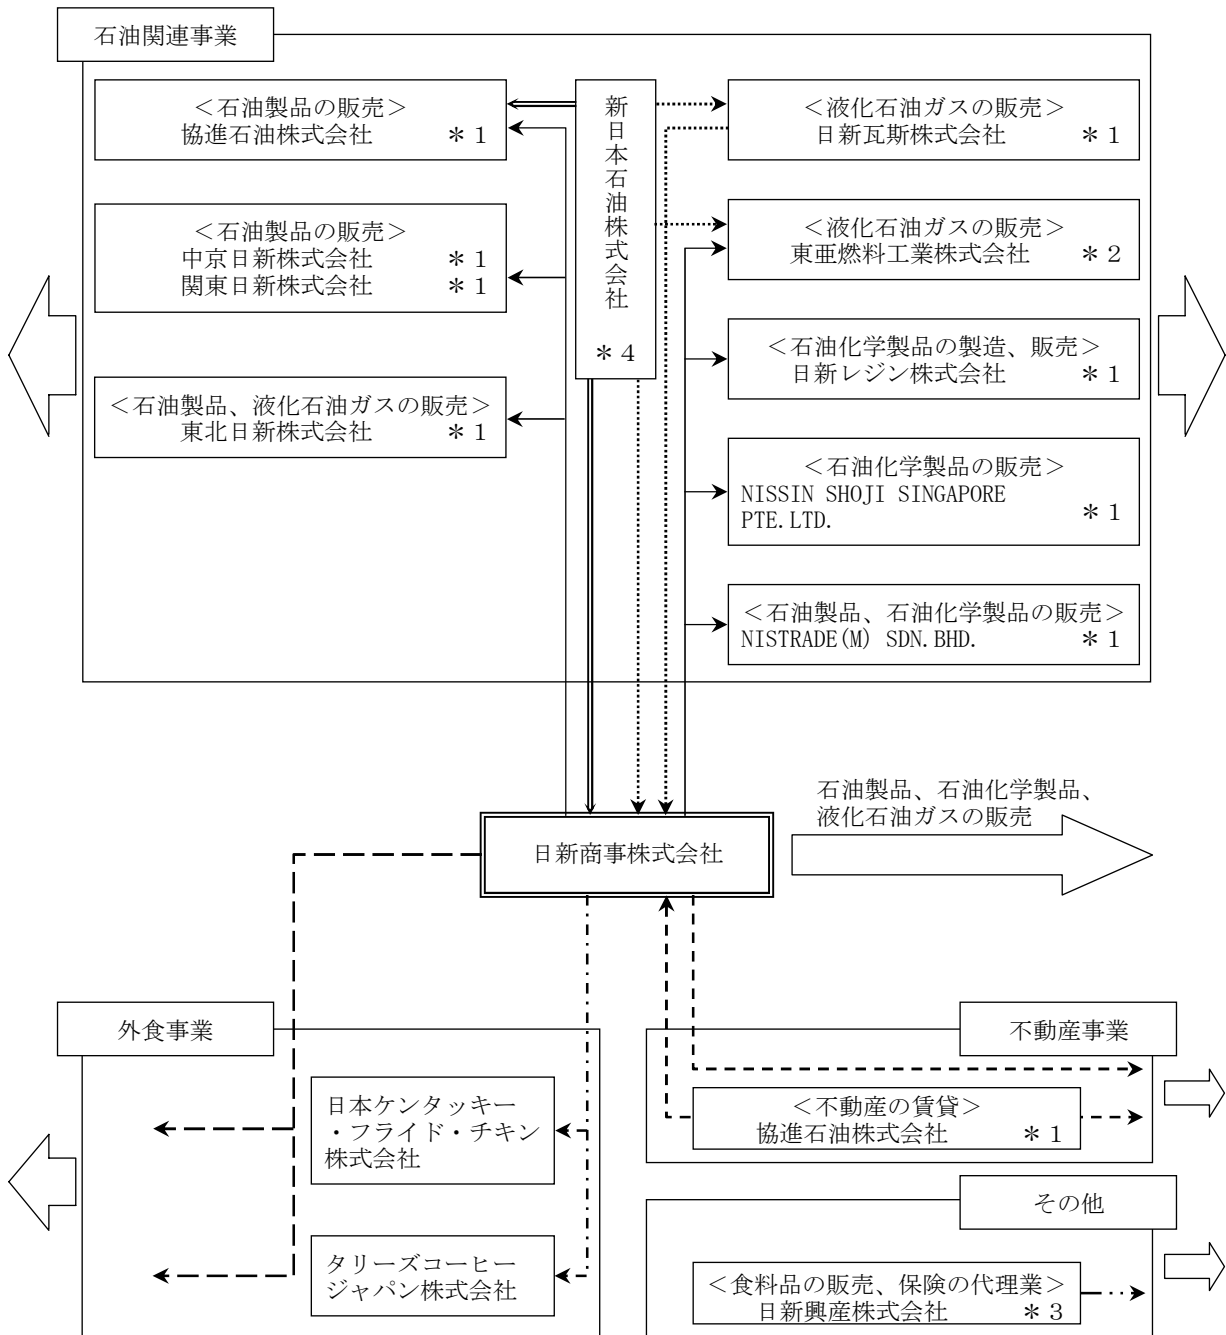 石油関連事業
<石油製品の販売>
協進石油株式会社 *1
<石油製品の販売>
中京日新株式会社 *1
関東日新株式会社 *1
<石油製品、液化石油ガスの販売>
東北日新株式会社 *1
新日本石油株式会社
*4
<液化石油ガスの販売>
日新瓦斯株式会社 *1
<液化石油ガスの販売>
東亜燃料工業株式会社 *2
<石油化学製品の製造、販売>
日新レジン株式会社 *1
<石油化学製品の販売>
NISSIN SHOJI SINGAPORE
PTE.LTD. *1
<石油製品、石油化学製品の販売>
NISTRADE(M) SDN.BHD. *1
石油製品、石油化学製品、
液化石油ガスの販売
日新商事株式会社
外食事業
日本ケンタッキー
・フライド・チキン
株式会社
タリーズコーヒー
ジャパン株式会社
不動産事業
<不動産の賃貸>
協進石油株式会社 *1
その他
<食料品の販売、保険の代理業>
日新興産株式会社 *3